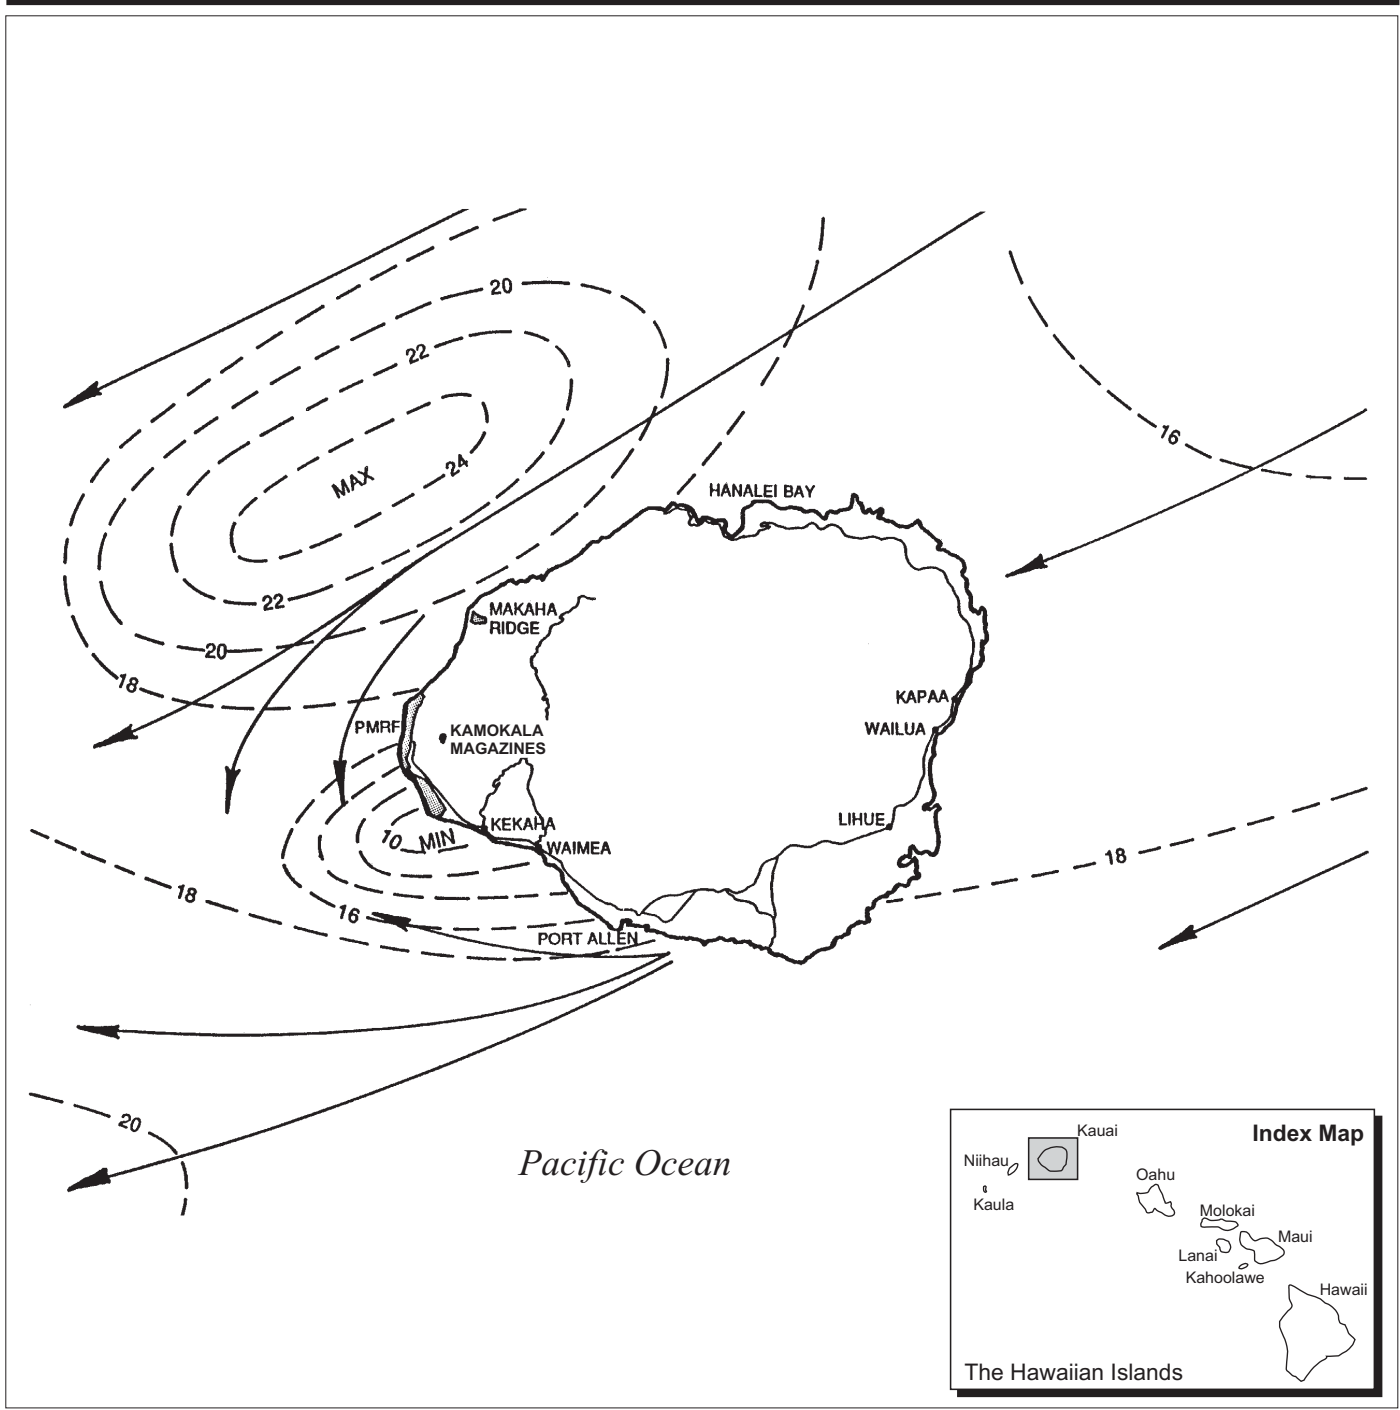 20
22
16
24
MAX
HANALEI BAY
22
MAKAHA
RIDGE
20
18
KAPAA
PMRF
KAMOKALA
MAGAZINES
WAILUA
LIHUE
KEKAHA
10
MIN
WAIMEA
18
18
16
PORT ALLEN
20
Pacific Ocean
Index Map
Kauai
Niihau
Oahu
Kaula
Molokai
Maui
Lanai
Kahoolawe
Hawaii
The Hawaiian Islands